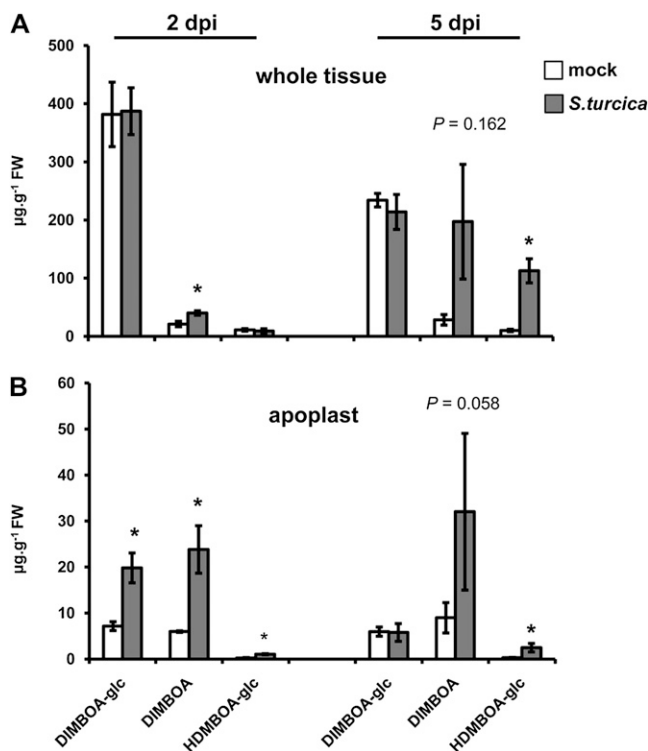 A
2 dpi 5 dpi
whole tissue
mock
S.turcica
P = 0.162
500
400
300
200
100
0
µg.g⁻¹ FW
* *
B
apoplast
P = 0.058
60
50
40
30
20
10
0
µg.g⁻¹ FW
* * * *
DIMBOA-glc
DIMBOA
HDMBOA-glc
DIMBOA-glc
DIMBOA
HDMBOA-glc